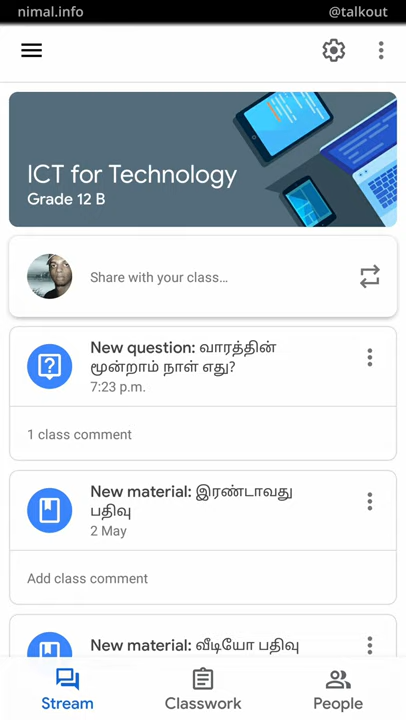 nimal.info
@talkout
ICT for Technology
Grade 12 B
Share with your class...
New question: வாரத்தின்
மூன்றாம் நாள் எது?
7:23 p.m.
1 class comment
New material: இரண்டாவது
பதிவு
2 May
Add class comment
New material: வீடியோ பதிவு
Stream
Classwork
People